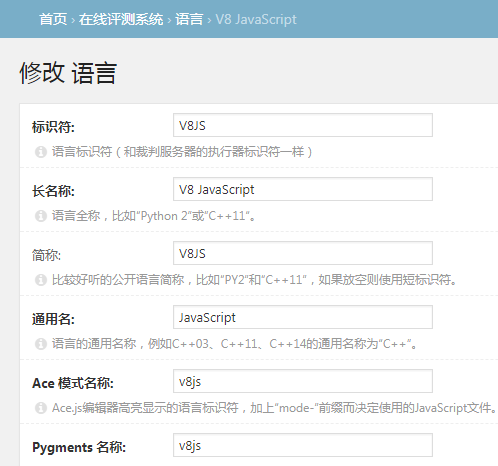 首页 › 在线评测系统 › 语言 › V8 JavaScript
修改 语言
标识符: V8JS
语言标识符（和裁判服务器的执行器标识符一样）
长名称: V8 JavaScript
语言全称，比如“Python 2”或“C++11”。
简称: V8JS
比较好听的公开语言简称，比如“PY2”和“C++11”，如果放空则使用短标识符。
通用名: JavaScript
语言的通用名称，例如C++03、C++11、C++14的通用名称为“C++”。
Ace 模式名称: v8js
Ace.js编辑器高亮显示的语言标识符，加上“mode-”前缀而决定使用的JavaScript文件。
Pygments 名称: v8js